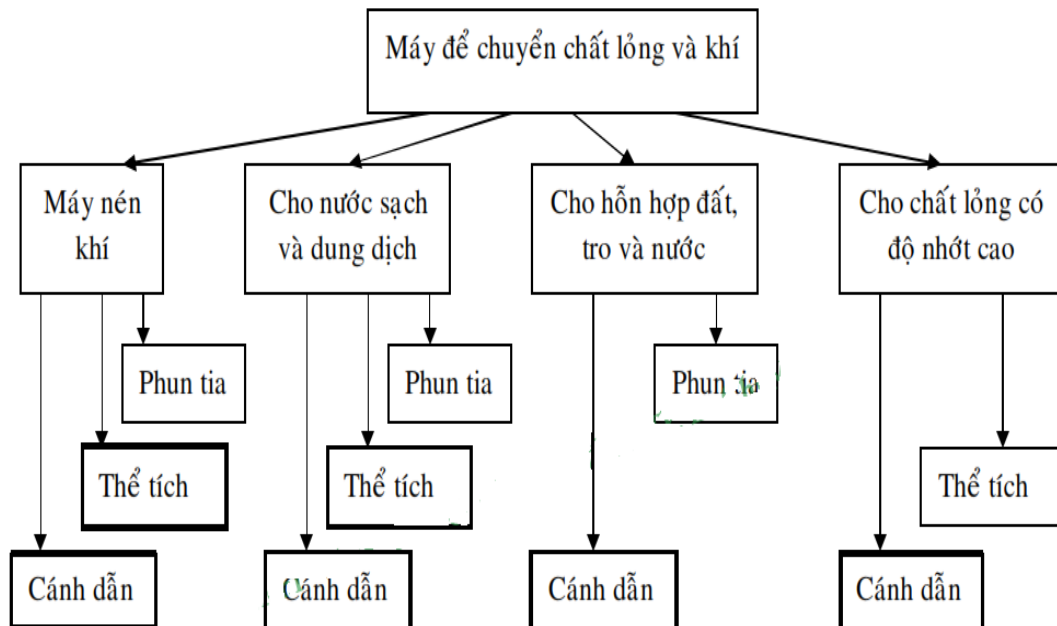 Máy để chuyển chất lỏng và khí
Máy nén
khí
Cho nước sạch
và dung dịch
Cho hỗn hợp đất,
tro và nước
Cho chất lỏng có
độ nhớt cao
Phun tia
Phun tia
Phun tia
Thể tích
Thể tích
Thể tích
Cánh dẫn
Cánh dẫn
Cánh dẫn
Cánh dẫn